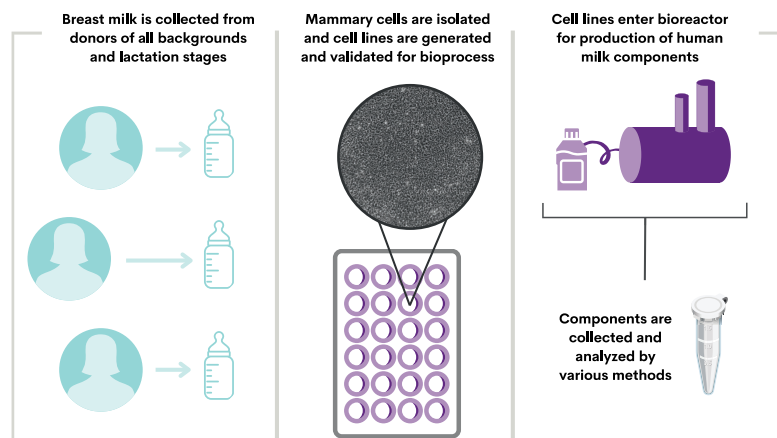 Breast milk is collected from
donors of all backgrounds
and lactation stages
Mammary cells are isolated
and cell lines are generated
and validated for bioprocess
Cell lines enter bioreactor
for production of human
milk components
Components are
collected and
analyzed by
various methods